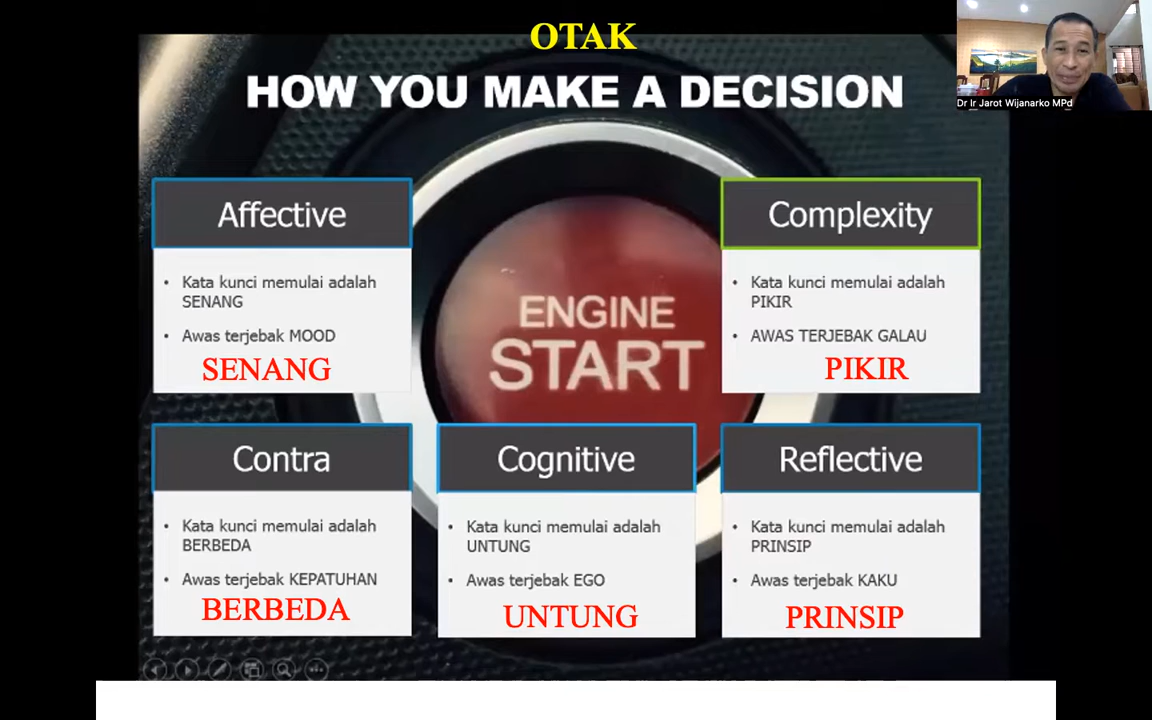 OTAK
HOW YOU MAKE A DECISION
Dr Ir Jarot Wijanarko MPd
Affective
• Kata kunci memulai adalah
SENANG
• Awas terjebak MOOD
SENANG
ENGINE
START
Complexity
• Kata kunci memulai adalah
PIKIR
• AWAS TERJEBAK GALAU
PIKIR
Contra
• Kata kunci memulai adalah
BERBEDA
• Awas terjebak KEPATUHAN
BERBEDA
Cognitive
• Kata kunci memulai adalah
UNTUNG
• Awas terjebak EGO
UNTUNG
Reflective
• Kata kunci memulai adalah
PRINSIP
• Awas terjebak KAKU
PRINSIP